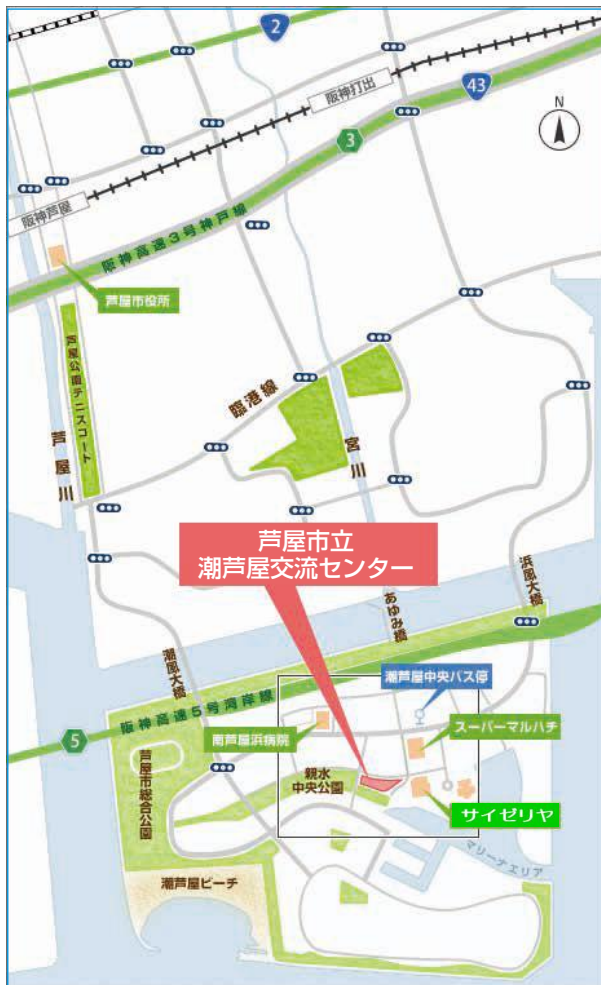 2
阪神打出
43
N
3
阪神芦屋
阪神高速3号神戸線
芦屋市役所
芦屋公園テニスコート
臨港線
芦屋川
宮川
芦屋市立
潮芦屋交流センター
浜風大橋
あゆみ橋
潮風大橋
潮芦屋中央バス停
阪神高速5号湾岸線
5
南芦屋浜病院
スーパーマルハチ
芦屋市総合公園
親水
中央公園
サイゼリヤ
マリーナエリア
潮芦屋ビーチ